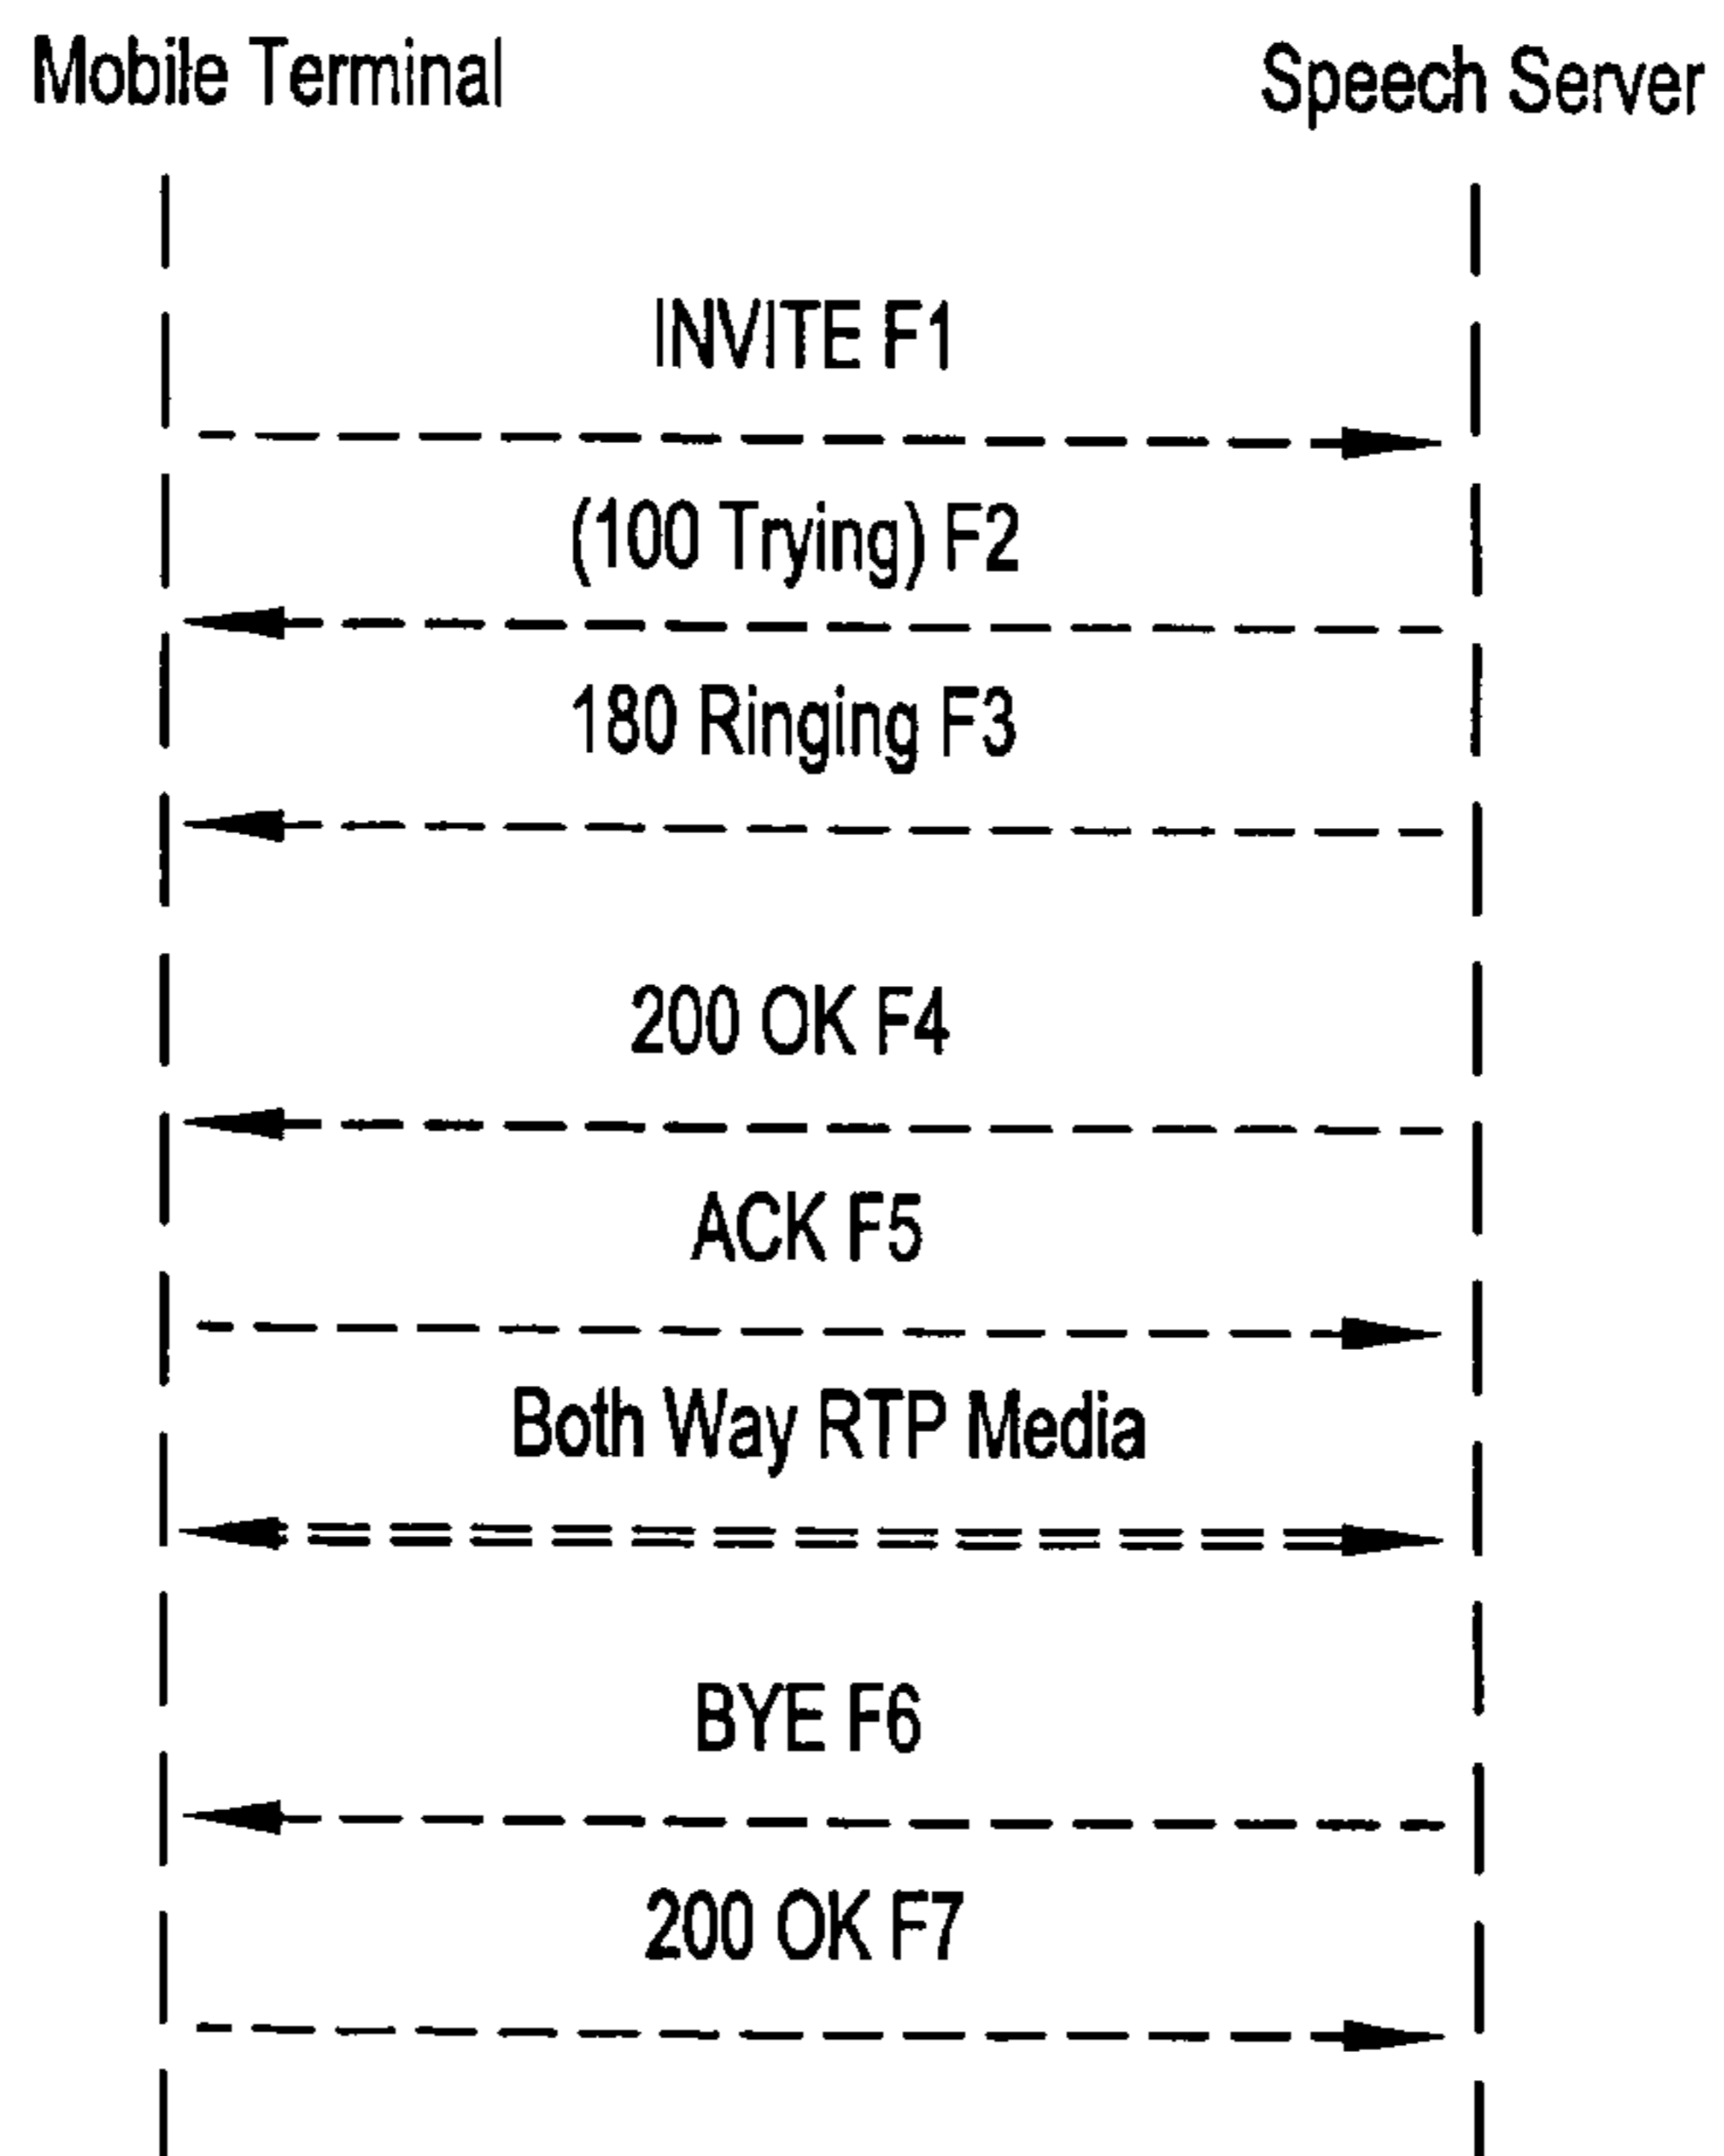 Mobile Terminal Speech Server
INVITE F1
(100 Trying) F2
180 Ringing F3
200 OK F4
ACK F5
Both Way RTP Media
BYE F6
200 OK F7